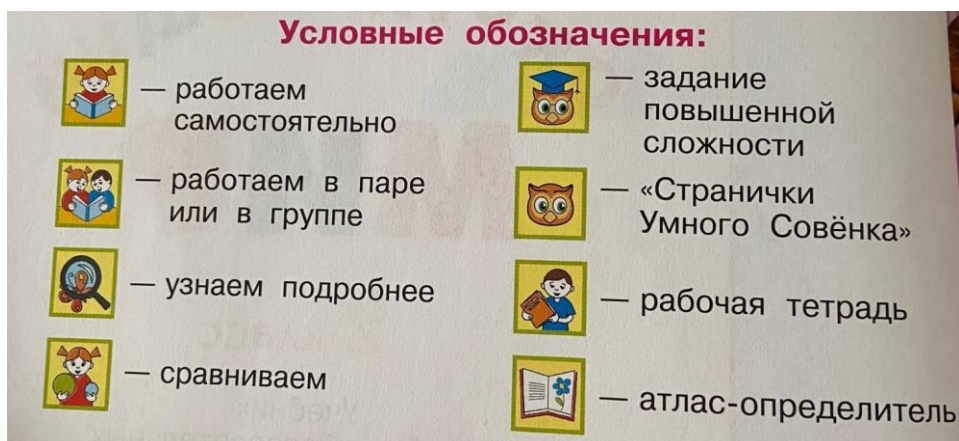 Условные обозначения:
— работаем
самостоятельно
— работаем в паре
или в группе
— узнаем подробнее
— сравниваем
— задание
повышенной
сложности
— «Странички
Умного Совёнка»
— рабочая тетрадь
— атлас-определитель